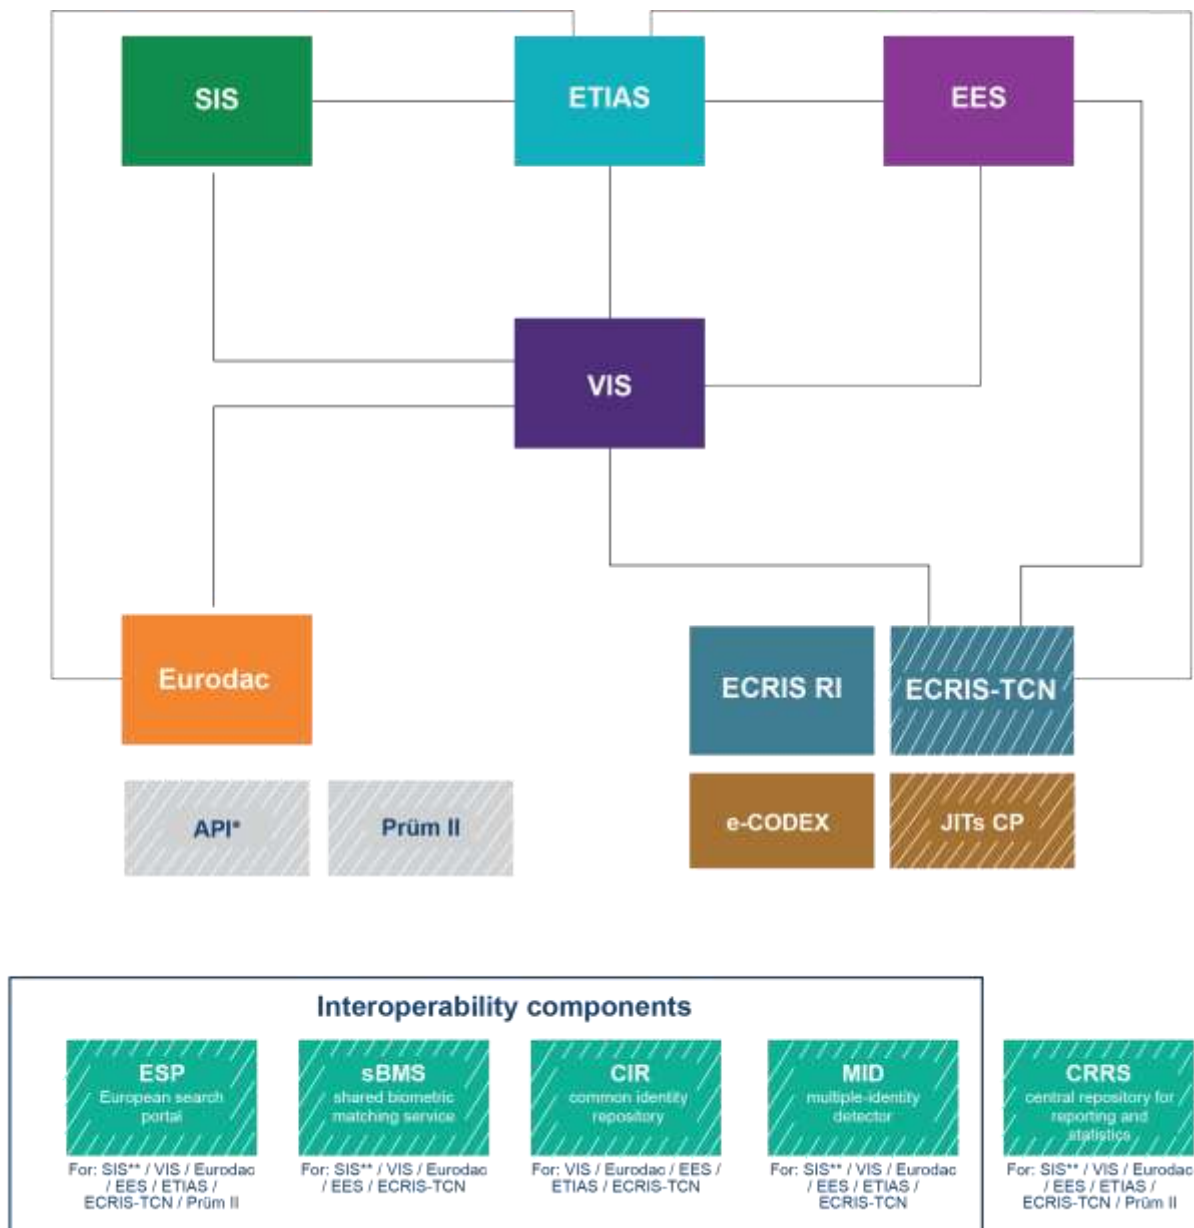 SIS
ETIAS
EES
VIS
Eurodac
ECRIS RI
ECRIS-TCN
API*
Prüm II
e-CODEX
JITs CP
Interoperability components
ESP
European search
portal
For: SIS** / VIS / Eurodac
/ EES / ETIAS /
ECRIS-TCN / Prüm II
sBMS
shared biometric
matching service
For: SIS** / VIS / Eurodac
/ EES / ECRIS-TCN
CIR
common identity
repository
For: VIS / Eurodac / EES /
ETIAS / ECRIS-TCN
MID
multiple-identity
detector
For: SIS** / VIS / Eurodac
/ EES / ETIAS /
ECRIS-TCN
CRRS
central repository for
reporting and
statistics
For: SIS** / VIS / Eurodac
/ EES / ETIAS /
ECRIS-TCN / Prüm II